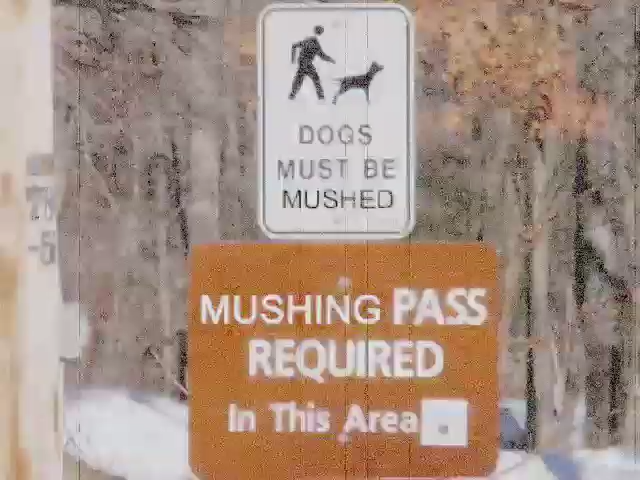 DOGS
MUST BE
MUSHED
MUSHING PASS
REQUIRED
In This Area